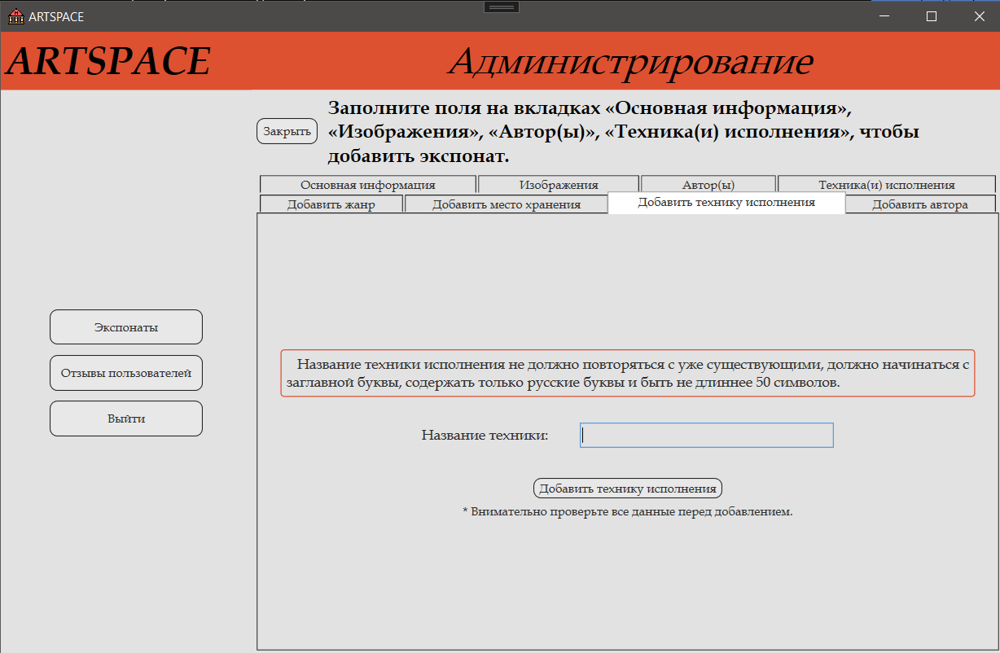 ARTSPACE
ARTSPACE
Администрирование
Закрыть
Заполните поля на вкладках «Основная информация»,
«Изображения», «Автор(ы)», «Техника(и) исполнения», чтобы
добавить экспонат.
Основная информация
Изображения
Автор(ы)
Техника(и) исполнения
Добавить жанр
Добавить место хранения
Добавить технику исполнения
Добавить автора
Экспонаты
Отзывы пользователей
Выйти
Название техники исполнения не должно повторяться с уже существующими, должно начинаться с
заглавной буквы, содержать только русские буквы и быть не длиннее 50 символов.
Название техники:
Добавить технику исполнения
* Внимательно проверьте все данные перед добавлением.